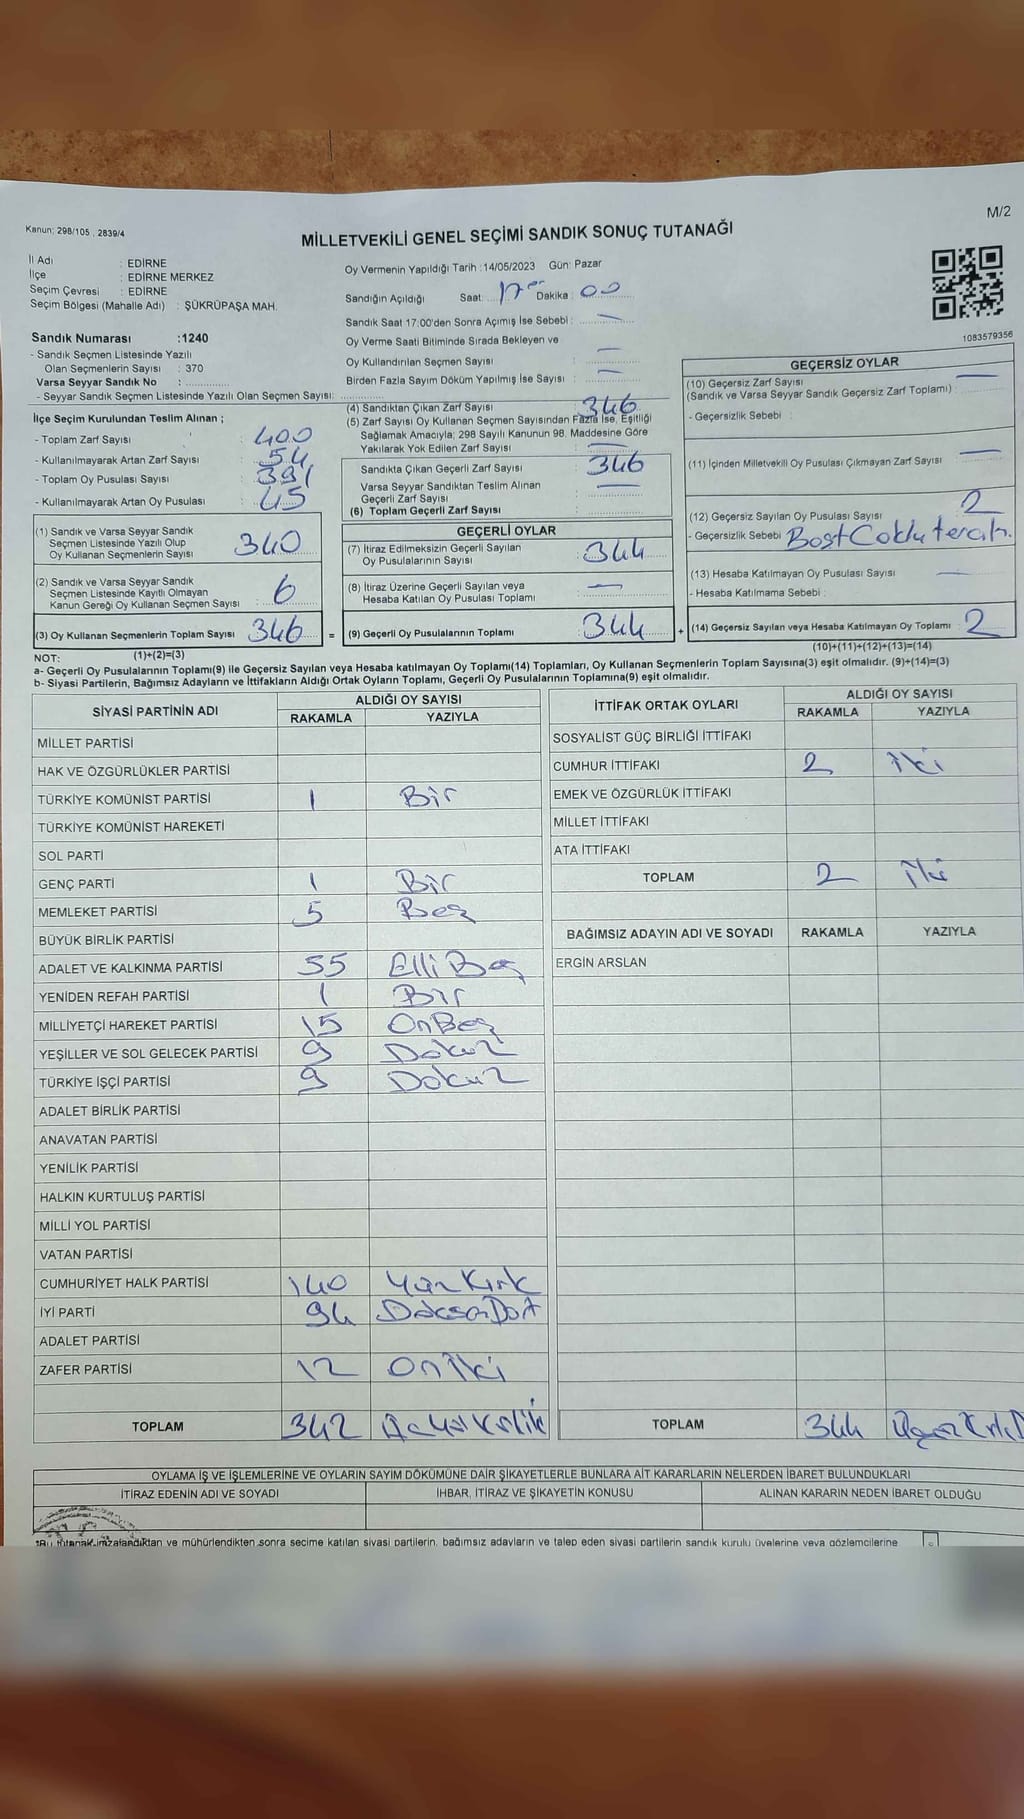 M/2
Kanun: 298/105 , 2839/4
MİLLETVEKİLİ GENEL SEÇİMİ SANDIK SONUÇ TUTANAĞI
İl Adı : EDİRNE
İlçe : EDİRNE MERKEZ
Seçim Çevresi : EDİRNE
Seçim Bölgesi (Mahalle Adı) : ŞÜKRÜPAŞA MAH.
Oy Vermenin Yapıldığı Tarih :14/05/2023 Gün: Pazar
Sandığın Açıldığı Saat: 17 Dakika : 00
Sandık Saat 17:00'den Sonra Açımış İse Sebebi : —
Oy Verme Saati Bitiminde Sırada Bekleyen ve
Oy Kullandırılan Seçmen Sayısı : —
Birden Fazla Sayım Döküm Yapılmış İse Sayısı : —
1083579356
Sandık Numarası :1240
- Sandık Seçmen Listesinde Yazılı
Olan Seçmenlerin Sayısı : 370
Varsa Seyyar Sandık No :
- Seyyar Sandık Seçmen Listesinde Yazılı Olan Seçmen Sayısı:
İlçe Seçim Kurulundan Teslim Alınan ;
- Toplam Zarf Sayısı : 400
- Kullanılmayarak Artan Zarf Sayısı : 54
- Toplam Oy Pusulası Sayısı : 391
- Kullanılmayarak Artan Oy Pusulası : 45
(1) Sandık ve Varsa Seyyar Sandık
Seçmen Listesinde Yazılı Olup
Oy Kullanan Seçmenlerin Sayısı : 340
(2) Sandık ve Varsa Seyyar Sandık
Seçmen Listesinde Kayıtlı Olmayan
Kanun Gereği Oy Kullanan Seçmen Sayısı : 6
(3) Oy Kullanan Seçmenlerin Toplam Sayısı : 346
(1)+(2)=(3)
(4) Sandıktan Çıkan Zarf Sayısı : 346
(5) Zarf Sayısı Oy Kullanan Seçmen Sayısından Fazla İse, Eşitliği
Sağlamak Amacıyla; 298 Sayılı Kanunun 98. Maddesine Göre
Yakılarak Yok Edilen Zarf Sayısı : —
Sandıkta Çıkan Geçerli Zarf Sayısı : 346
Varsa Seyyar Sandıktan Teslim Alınan
Geçerli Zarf Sayısı : —
(6) Toplam Geçerli Zarf Sayısı :
GEÇERLİ OYLAR
(7) İtiraz Edilmeksizin Geçerli Sayılan
Oy Pusulalarının Sayısı : 344
(8) İtiraz Üzerine Geçerli Sayılan veya
Hesaba Katılan Oy Pusulası Toplamı : —
= (9) Geçerli Oy Pusulalarının Toplamı : 344
GEÇERSİZ OYLAR
(10) Geçersiz Zarf Sayısı
(Sandık ve Varsa Seyyar Sandık Geçersiz Zarf Toplamı) : —
- Geçersizlik Sebebi :
(11) İçinden Milletvekili Oy Pusulası Çıkmayan Zarf Sayısı : —
(12) Geçersiz Sayılan Oy Pusulası Sayısı : 2
- Geçersizlik Sebebi :
(13) Hesaba Katılmayan Oy Pusulası Sayısı : —
- Hesaba Katılmama Sebebi :
+ (14) Geçersiz Sayılan veya Hesaba Katılmayan Oy Toplamı : 2
(10)+(11)+(12)+(13)=(14)
NOT:
a- Geçerli Oy Pusulalarının Toplamı(9) ile Geçersiz Sayılan veya Hesaba katılmayan Oy Toplamı(14) Toplamları, Oy Kullanan Seçmenlerin Toplam Sayısına(3) eşit olmalıdır. (9)+(14)=(3)
b- Siyasi Partilerin, Bağımsız Adayların ve İttifakların Aldığı Ortak Oyların Toplamı, Geçerli Oy Pusulalarının Toplamına(9) eşit olmalıdır.
SİYASİ PARTİNİN ADI ALDIĞI OY SAYISI
RAKAMLA YAZIYLA
MİLLET PARTİSİ
HAK VE ÖZGÜRLÜKLER PARTİSİ
TÜRKİYE KOMÜNİST PARTİSİ 1 Bir
TÜRKİYE KOMÜNİST HAREKETİ
SOL PARTİ
GENÇ PARTİ 1 Bir
MEMLEKET PARTİSİ 5 Beş
BÜYÜK BİRLİK PARTİSİ
ADALET VE KALKINMA PARTİSİ 55 Elli Beş
YENİDEN REFAH PARTİSİ 1 Bir
MİLLİYETÇİ HAREKET PARTİSİ 15 OnBeş
YEŞİLLER VE SOL GELECEK PARTİSİ 9 Dokuz
TÜRKİYE İŞÇİ PARTİSİ 9 Dokuz
ADALET BİRLİK PARTİSİ
ANAVATAN PARTİSİ
YENİLİK PARTİSİ
HALKIN KURTULUŞ PARTİSİ
MİLLİ YOL PARTİSİ
VATAN PARTİSİ
CUMHURİYET HALK PARTİSİ 140 Yüz Kırk
İYİ PARTİ 94 Doksan Dört
ADALET PARTİSİ
ZAFER PARTİSİ 12 On iki
TOPLAM 342
İTTİFAK ORTAK OYLARI ALDIĞI OY SAYISI
RAKAMLA YAZIYLA
SOSYALİST GÜÇ BİRLİĞİ İTTİFAKI
CUMHUR İTTİFAKI 2 iki
EMEK VE ÖZGÜRLÜK İTTİFAKI
MİLLET İTTİFAKI
ATA İTTİFAKI
TOPLAM 2 iki
BAĞIMSIZ ADAYIN ADI VE SOYADI RAKAMLA YAZIYLA
ERGİN ARSLAN
TOPLAM 344
OYLAMA İŞ VE İŞLEMLERİNE VE OYLARIN SAYIM DÖKÜMÜNE DAİR ŞİKAYETLERLE BUNLARA AİT KARARLARIN NELERDEN İBARET BULUNDUKLARI
İTİRAZ EDENİN ADI VE SOYADI İHBAR, İTİRAZ VE ŞİKAYETİN KONUSU ALINAN KARARIN NEDEN İBARET OLDUĞU
*Bu tutanak imzalandıktan ve mühürlendikten sonra seçime katılan siyasi partilerin, bağımsız adayların ve talep eden siyasi partilerin sandık kurulu üyelerine veya gözlemcilerine